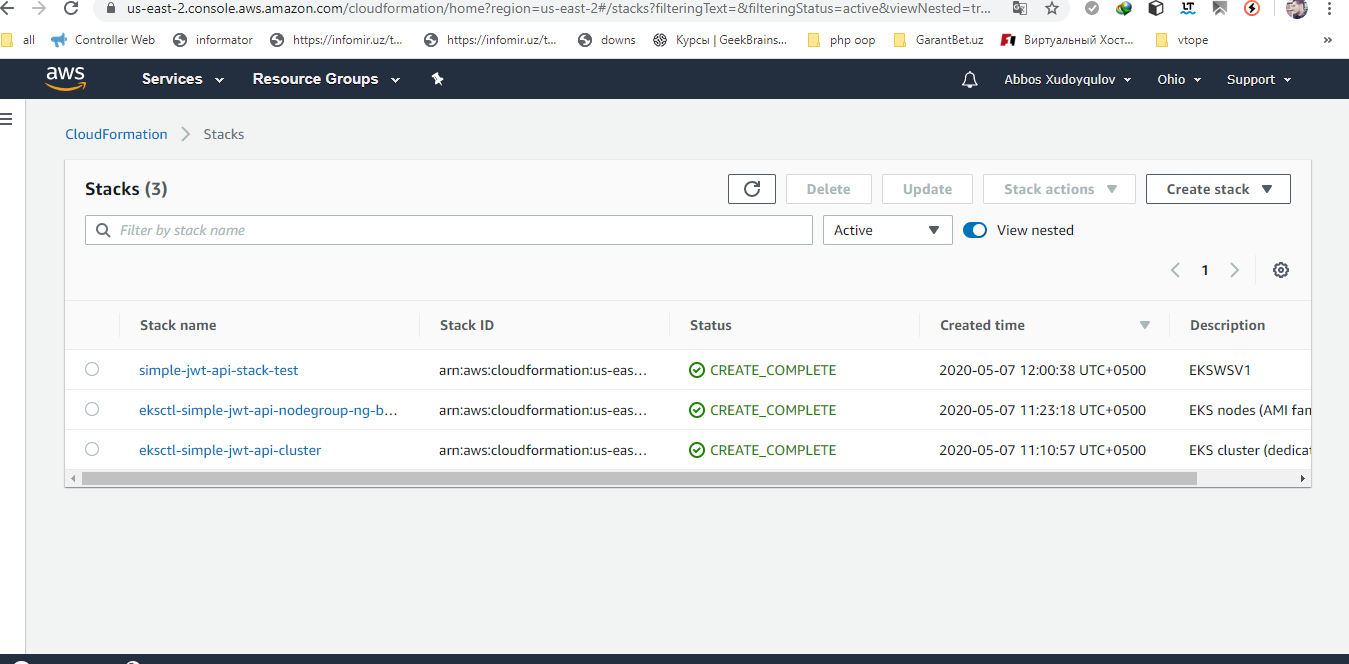 us-east-2.console.aws.amazon.com/cloudformation/home?region=us-east-2#/stacks?filteringText=&filteringStatus=active&viewNested=tr...
all Controller Web informator https://infomir.uz/t... https://infomir.uz/t... downs Курсы | GeekBrains... php oop GarantBet.uz Виртуальный Хост... vtope »
aws Services Resource Groups Abbos Xudoyqulov Ohio Support
CloudFormation > Stacks
Stacks (3) Delete Update Stack actions Create stack
Filter by stack name Active View nested
1
Stack name Stack ID Status Created time Description
simple-jwt-api-stack-test arn:aws:cloudformation:us-eas... CREATE_COMPLETE 2020-05-07 12:00:38 UTC+0500 EKSWSV1
eksctl-simple-jwt-api-nodegroup-ng-b... arn:aws:cloudformation:us-eas... CREATE_COMPLETE 2020-05-07 11:23:18 UTC+0500 EKS nodes (AMI fam
eksctl-simple-jwt-api-cluster arn:aws:cloudformation:us-eas... CREATE_COMPLETE 2020-05-07 11:10:57 UTC+0500 EKS cluster (dedicat